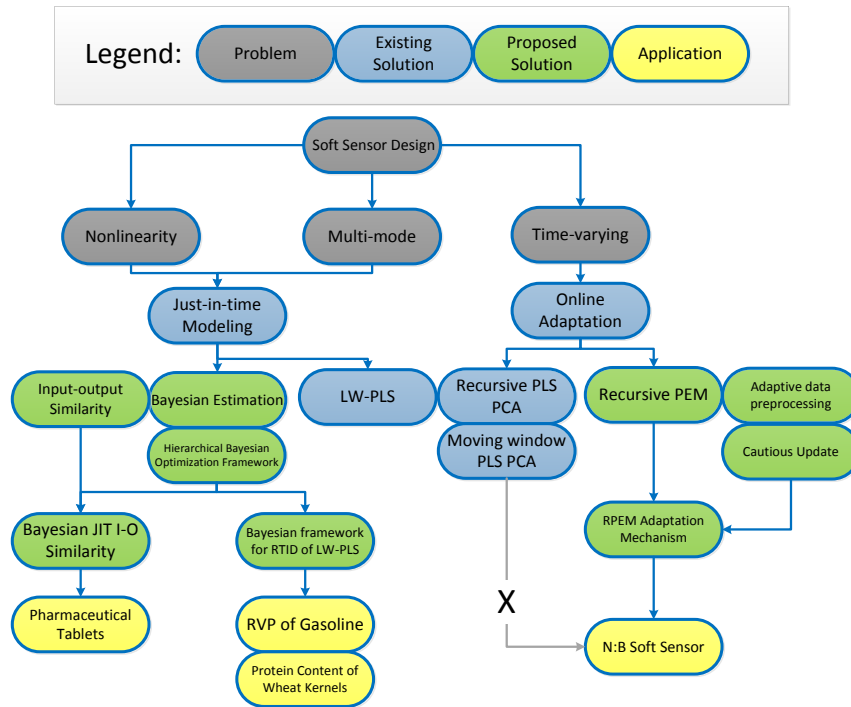 Legend:
Problem
Existing
Solution
Proposed
Solution
Application
Soft Sensor Design
Nonlinearity
Multi-mode
Time-varying
Just-in-time
Modeling
Online
Adaptation
Input-output
Similarity
Bayesian Estimation
LW-PLS
Recursive PLS
PCA
Recursive PEM
Adaptive data
preprocessing
Hierarchical Bayesian
Optimization Framework
Moving window
PLS PCA
Cautious Update
Bayesian JIT I-O
Similarity
Bayesian framework
for RTID of LW-PLS
RPEM Adaptation
Mechanism
X
Pharmaceutical
Tablets
RVP of Gasoline
N:B Soft Sensor
Protein Content of
Wheat Kernels